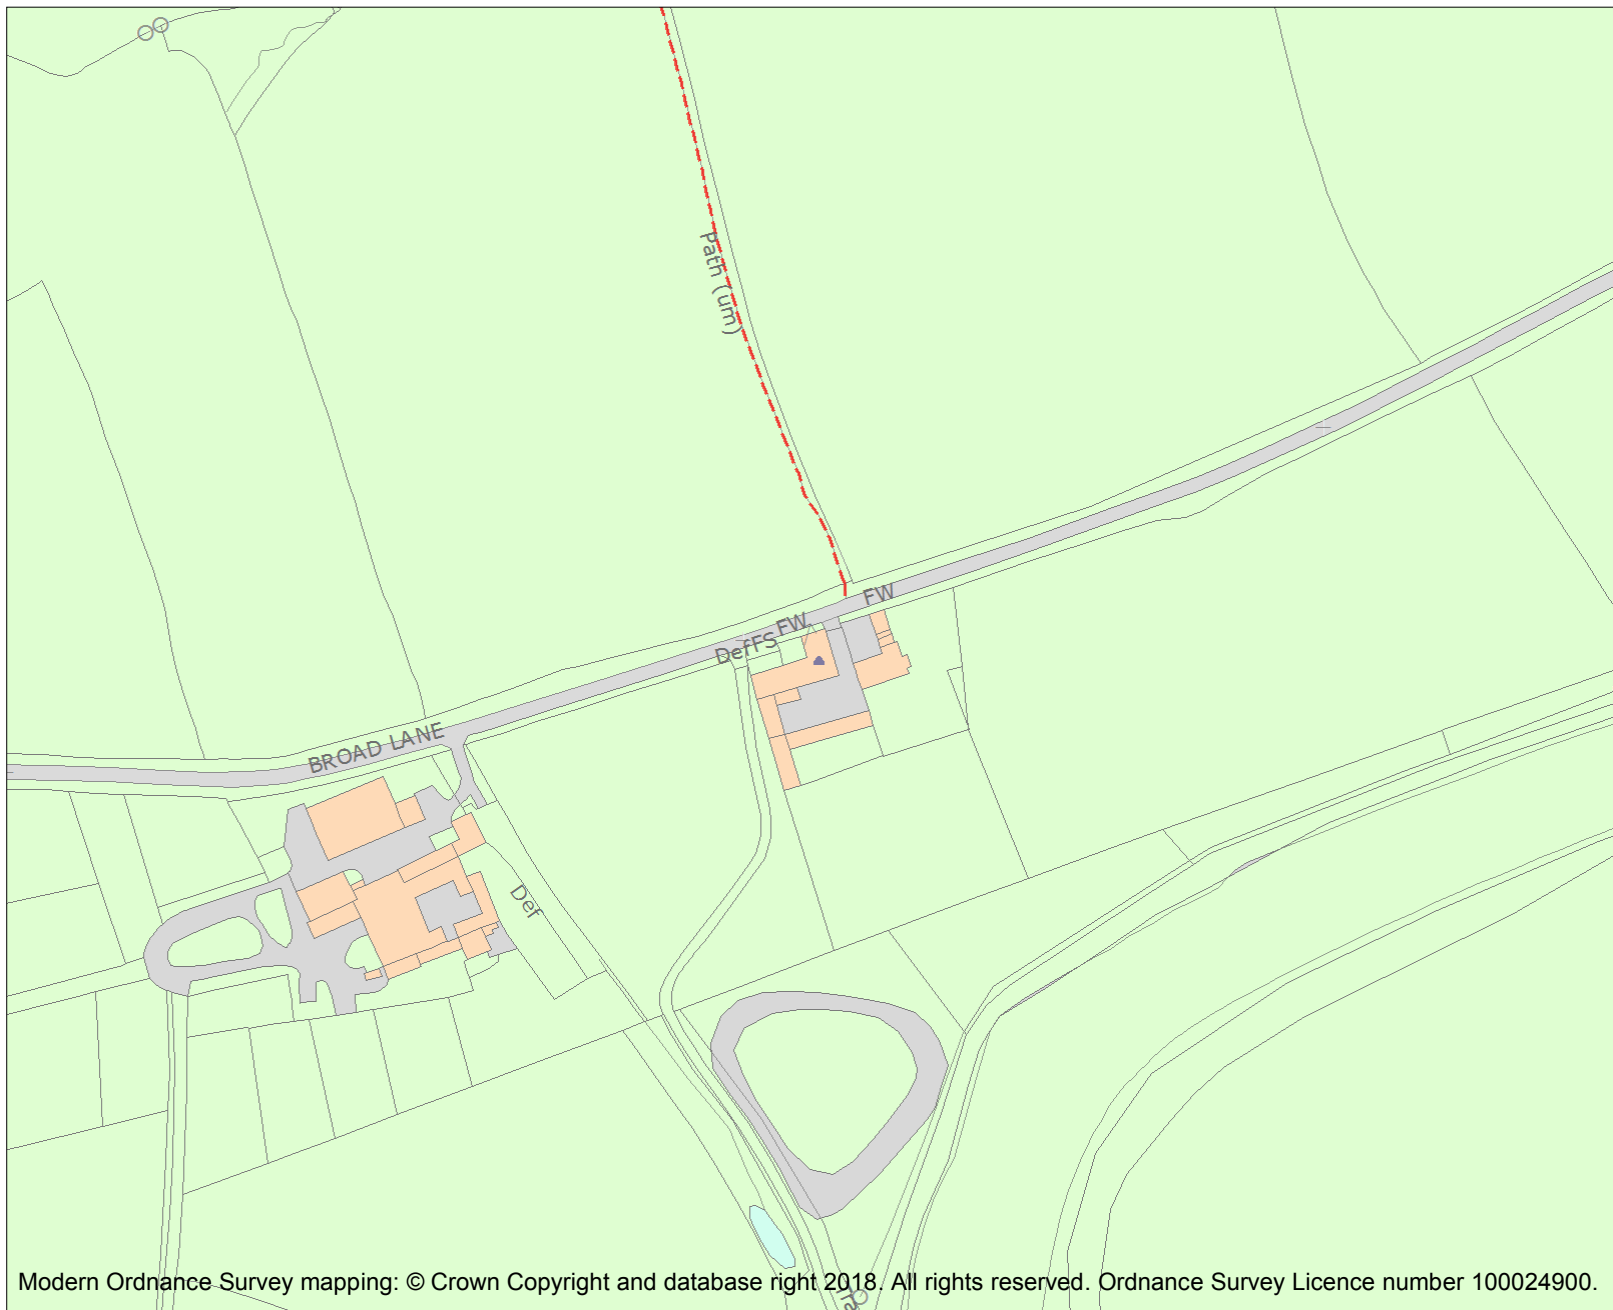 Path (um)
FW
FW
DefFS
BROAD LANE
Def
Modern Ordnance Survey mapping: © Crown Copyright and database right 2018. All rights reserved. Ordnance Survey Licence number 100024900.